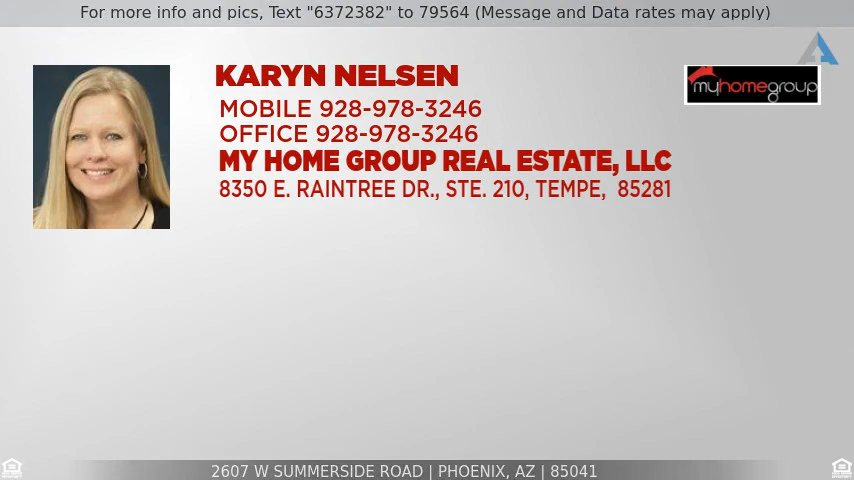 For more info and pics, Text "6372382" to 79564 (Message and Data rates may apply)
KARYN NELSEN
myhomegroup
MOBILE 928-978-3246
OFFICE 928-978-3246
MY HOME GROUP REAL ESTATE, LLC
8350 E. RAINTREE DR., STE. 210, TEMPE, 85281
2607 W SUMMERSIDE ROAD | PHOENIX, AZ | 85041